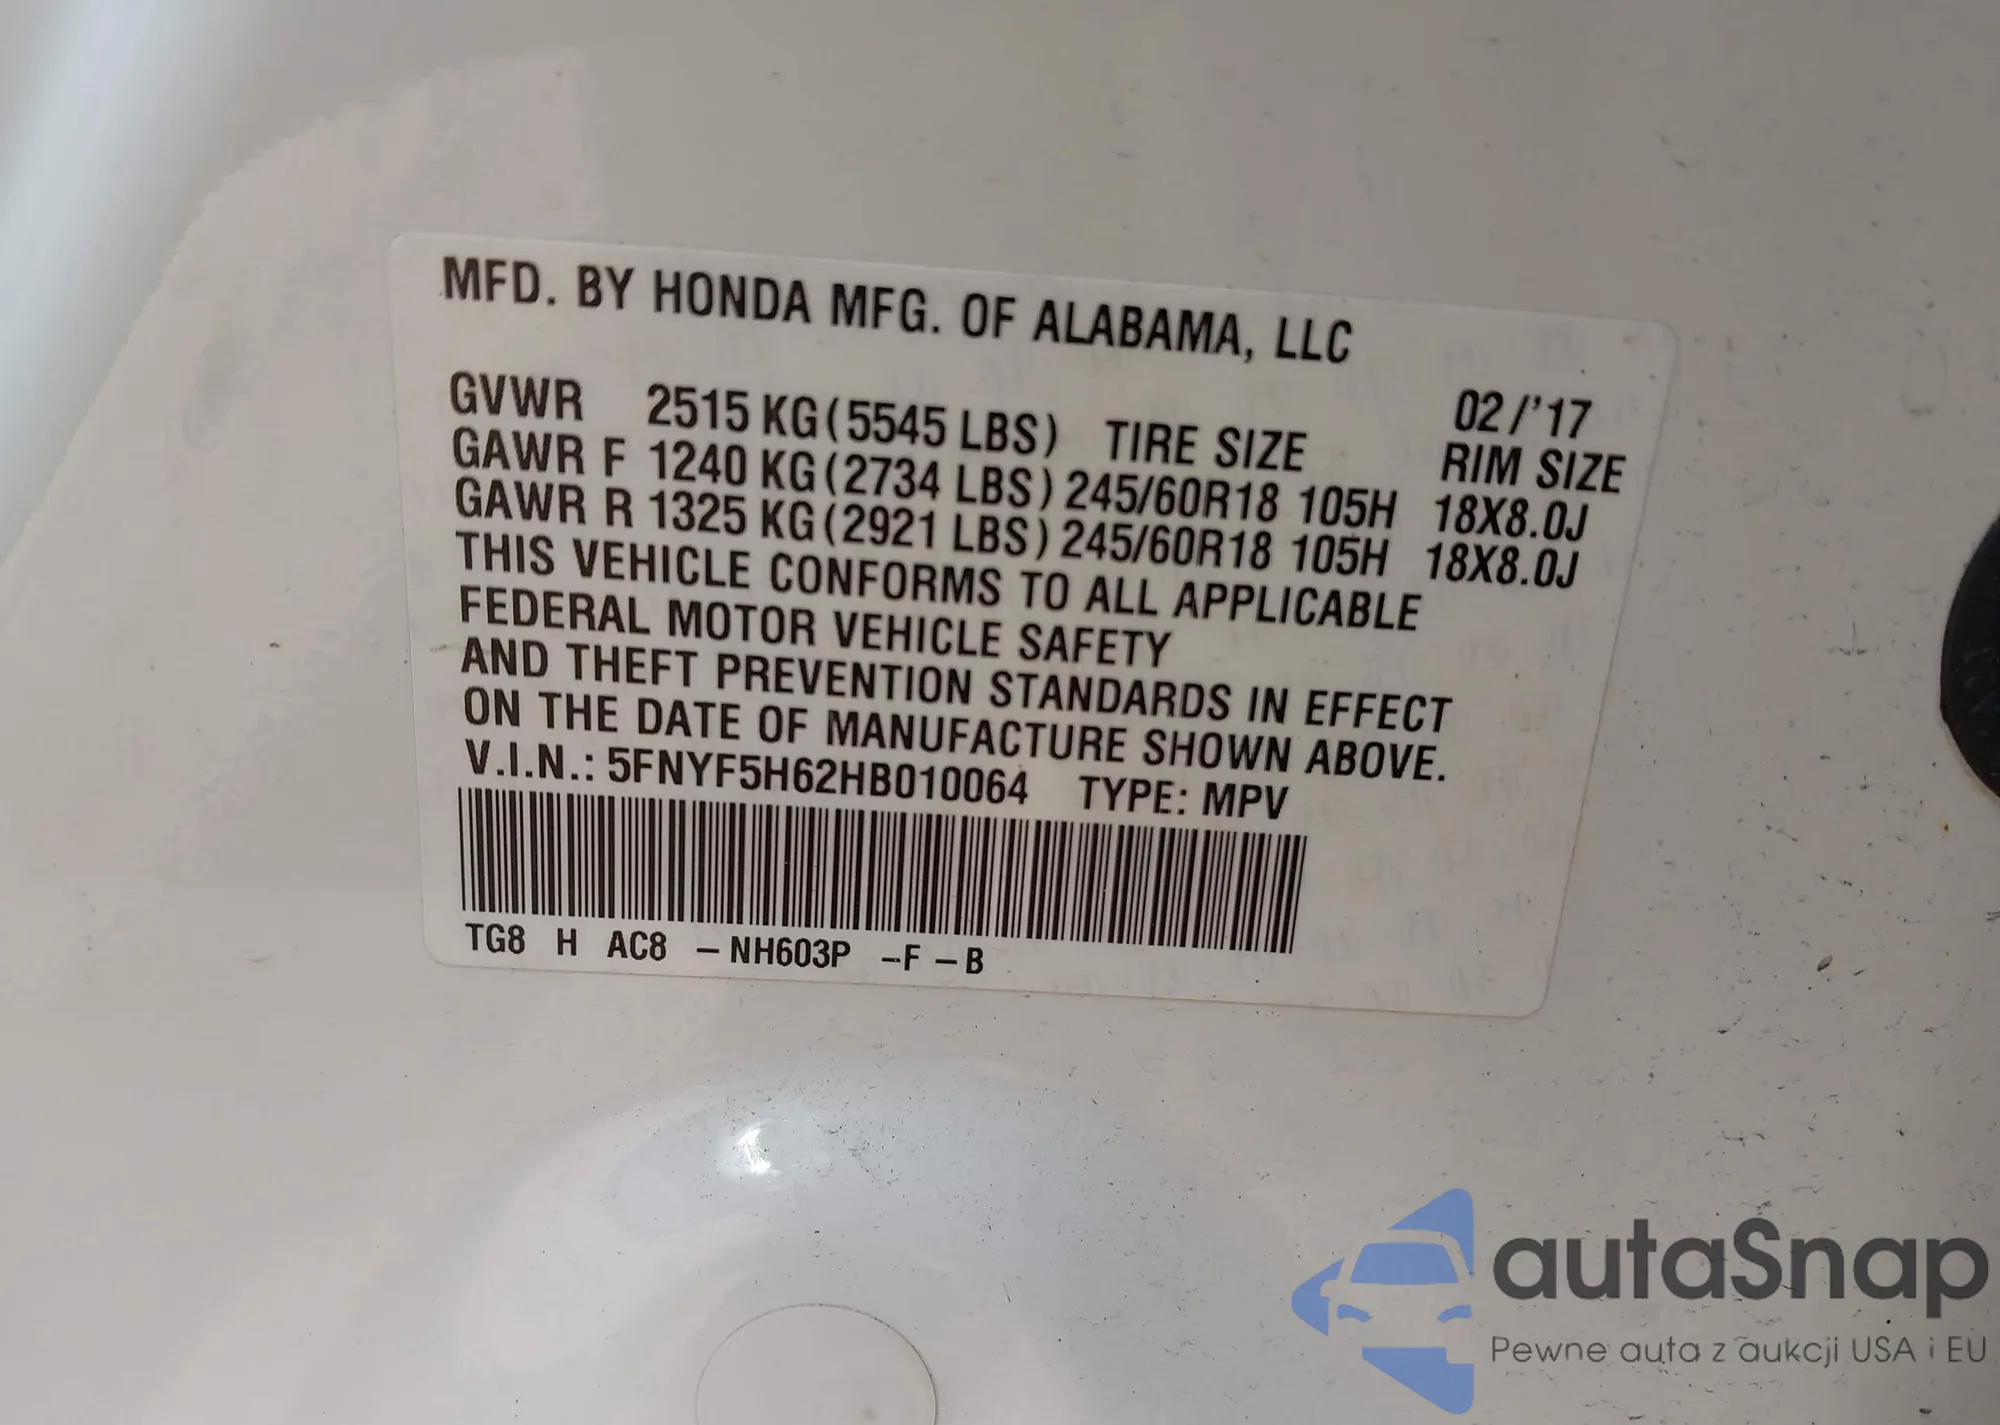 MFD. BY HONDA MFG. OF ALABAMA, LLC
02/'17
GVWR 2515 KG (5545 LBS) TIRE SIZE RIM SIZE
GAWR F 1240 KG (2734 LBS) 245/60R18 105H 18X8.0J
GAWR R 1325 KG (2921 LBS) 245/60R18 105H 18X8.0J
THIS VEHICLE CONFORMS TO ALL APPLICABLE
FEDERAL MOTOR VEHICLE SAFETY
AND THEFT PREVENTION STANDARDS IN EFFECT
ON THE DATE OF MANUFACTURE SHOWN ABOVE.
V.I.N.: 5FNYF5H62HB010064 TYPE: MPV
TG8 H AC8 – NH603P –F – B
autaSnap
Pewne auta z aukcji USA i EU